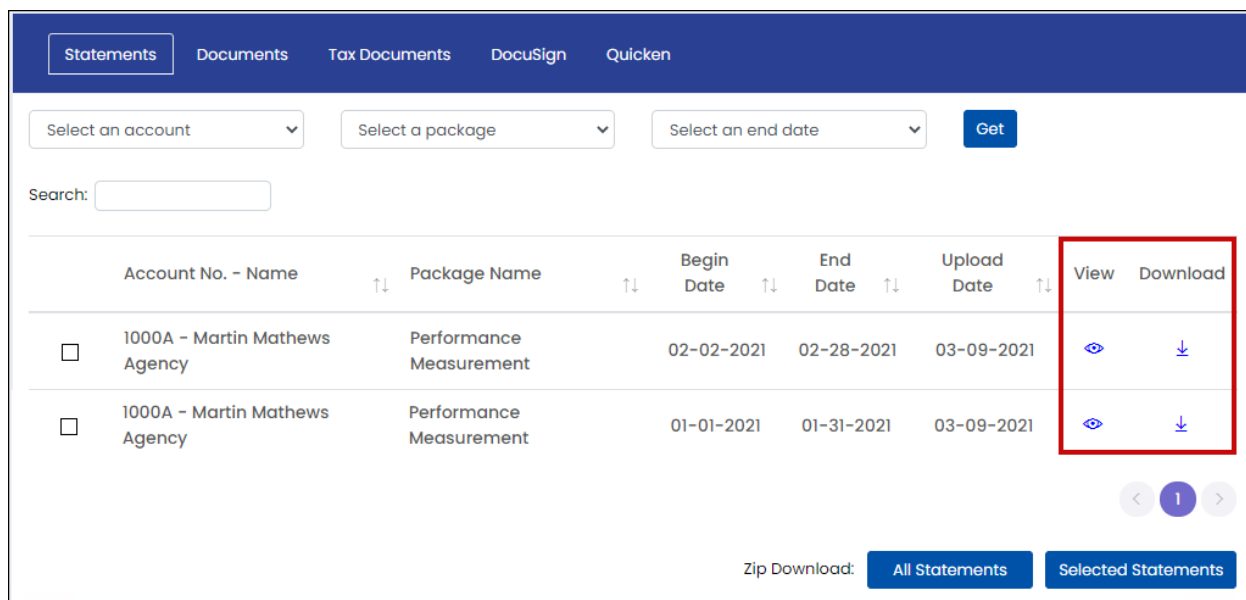 Statements Documents Tax Documents DocuSign Quicken
Select an account Select a package Select an end date Get
Search:
Account No. - Name Package Name Begin Date End Date Upload Date View Download
1000A - Martin Mathews Agency Performance Measurement 02-02-2021 02-28-2021 03-09-2021
1000A - Martin Mathews Agency Performance Measurement 01-01-2021 01-31-2021 03-09-2021
< 1 >
Zip Download: All Statements Selected Statements